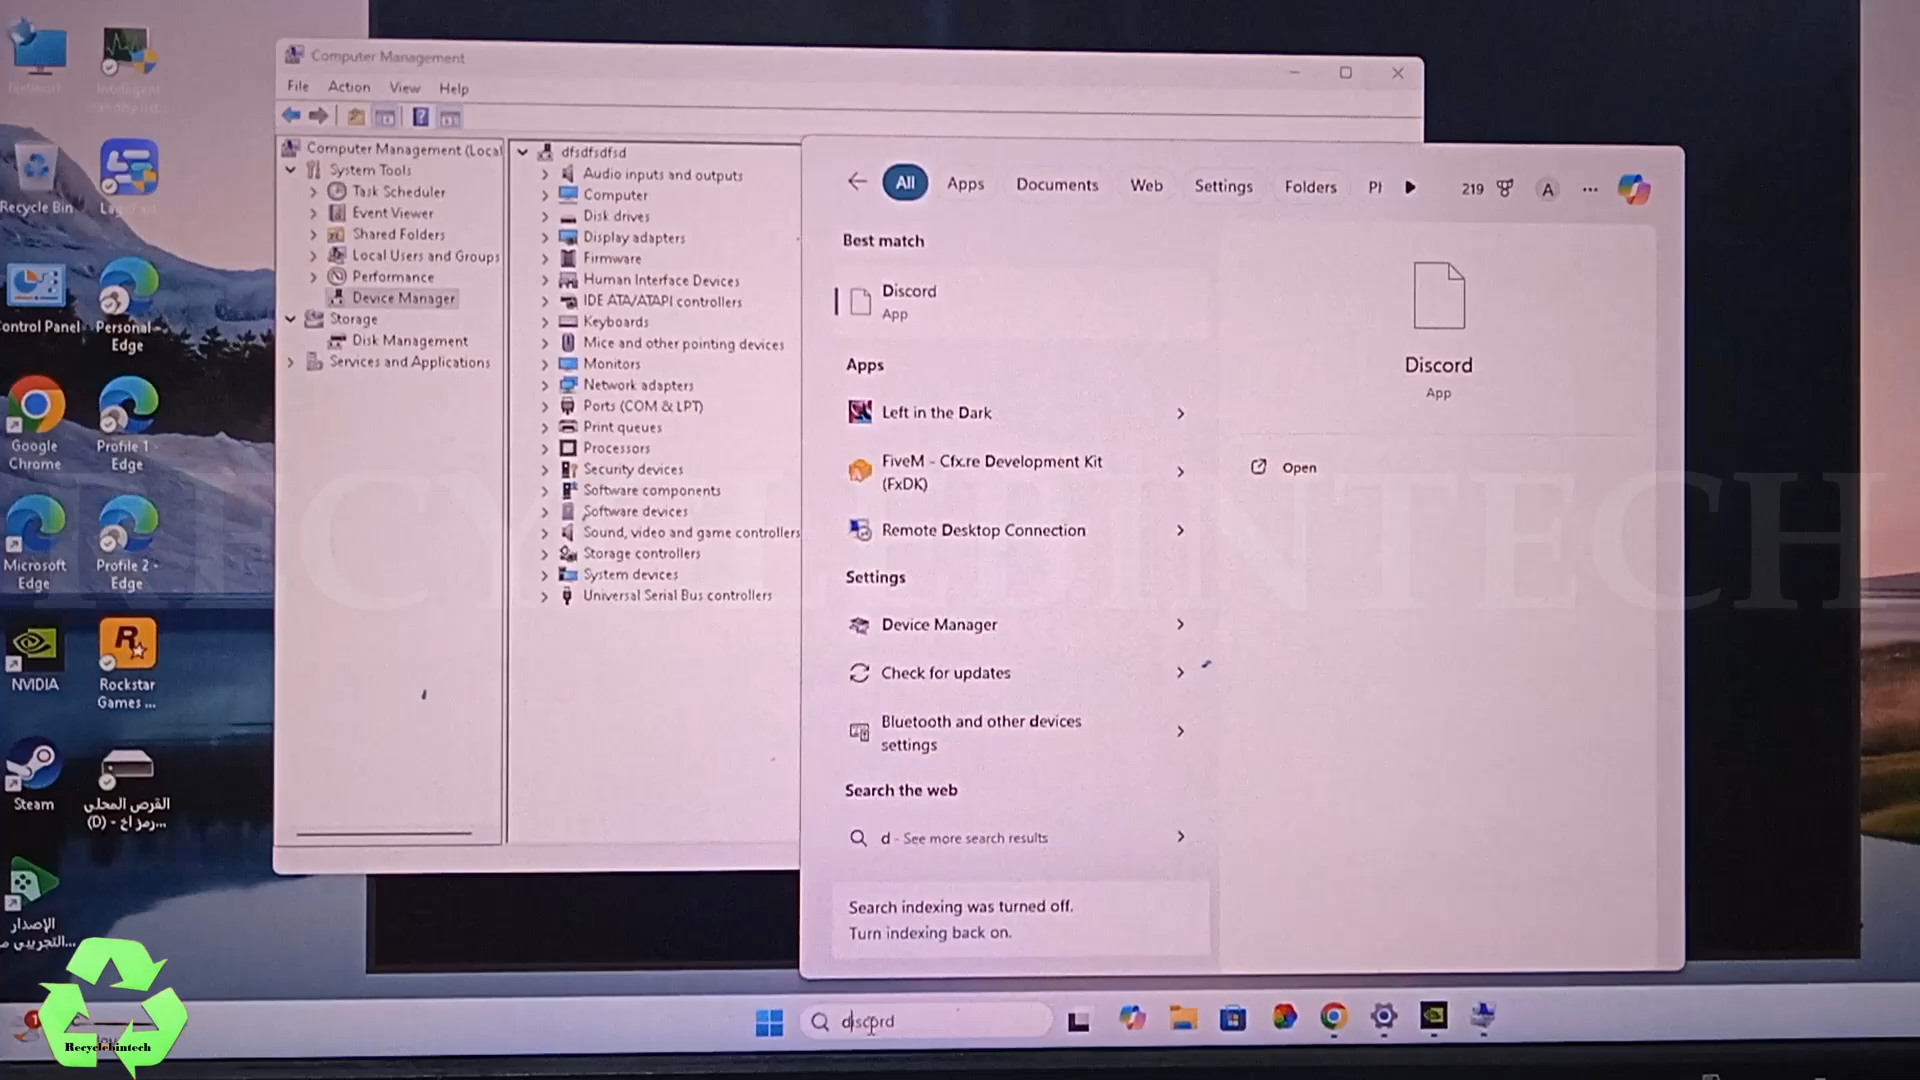 Computer Management
File Action View Help
Computer Management (Local
System Tools
Task Scheduler
Event Viewer
Shared Folders
Local Users and Groups
Performance
Device Manager
Storage
Disk Management
Services and Applications
dfsdfsdfsd
Audio inputs and outputs
Computer
Disk drives
Display adapters
Firmware
Human Interface Devices
IDE ATA/ATAPI controllers
Keyboards
Mice and other pointing devices
Monitors
Network adapters
Ports (COM & LPT)
Print queues
Processors
Security devices
Software components
Software devices
Sound, video and game controllers
Storage controllers
System devices
Universal Serial Bus controllers
All Apps Documents Web Settings Folders 219 A
Best match
Discord
App
Apps
Left in the Dark
FiveM - Cfx.re Development Kit
(FxDK)
Remote Desktop Connection
Settings
Device Manager
Check for updates
Bluetooth and other devices
settings
Search the web
d - See more search results
Search indexing was turned off.
Turn indexing back on.
Discord
App
Open
Recycle Bin
Control Panel
Personal -
Edge
Google
Chrome
Profile 1 -
Edge
Microsoft
Edge
Profile 2 -
Edge
NVIDIA
Rockstar
Games ...
Steam
القرص المحلي
(D) - رمز اخ...
الإصدار
التجريبي م...
RECYCLEBINTECH
Recyclebintech
1